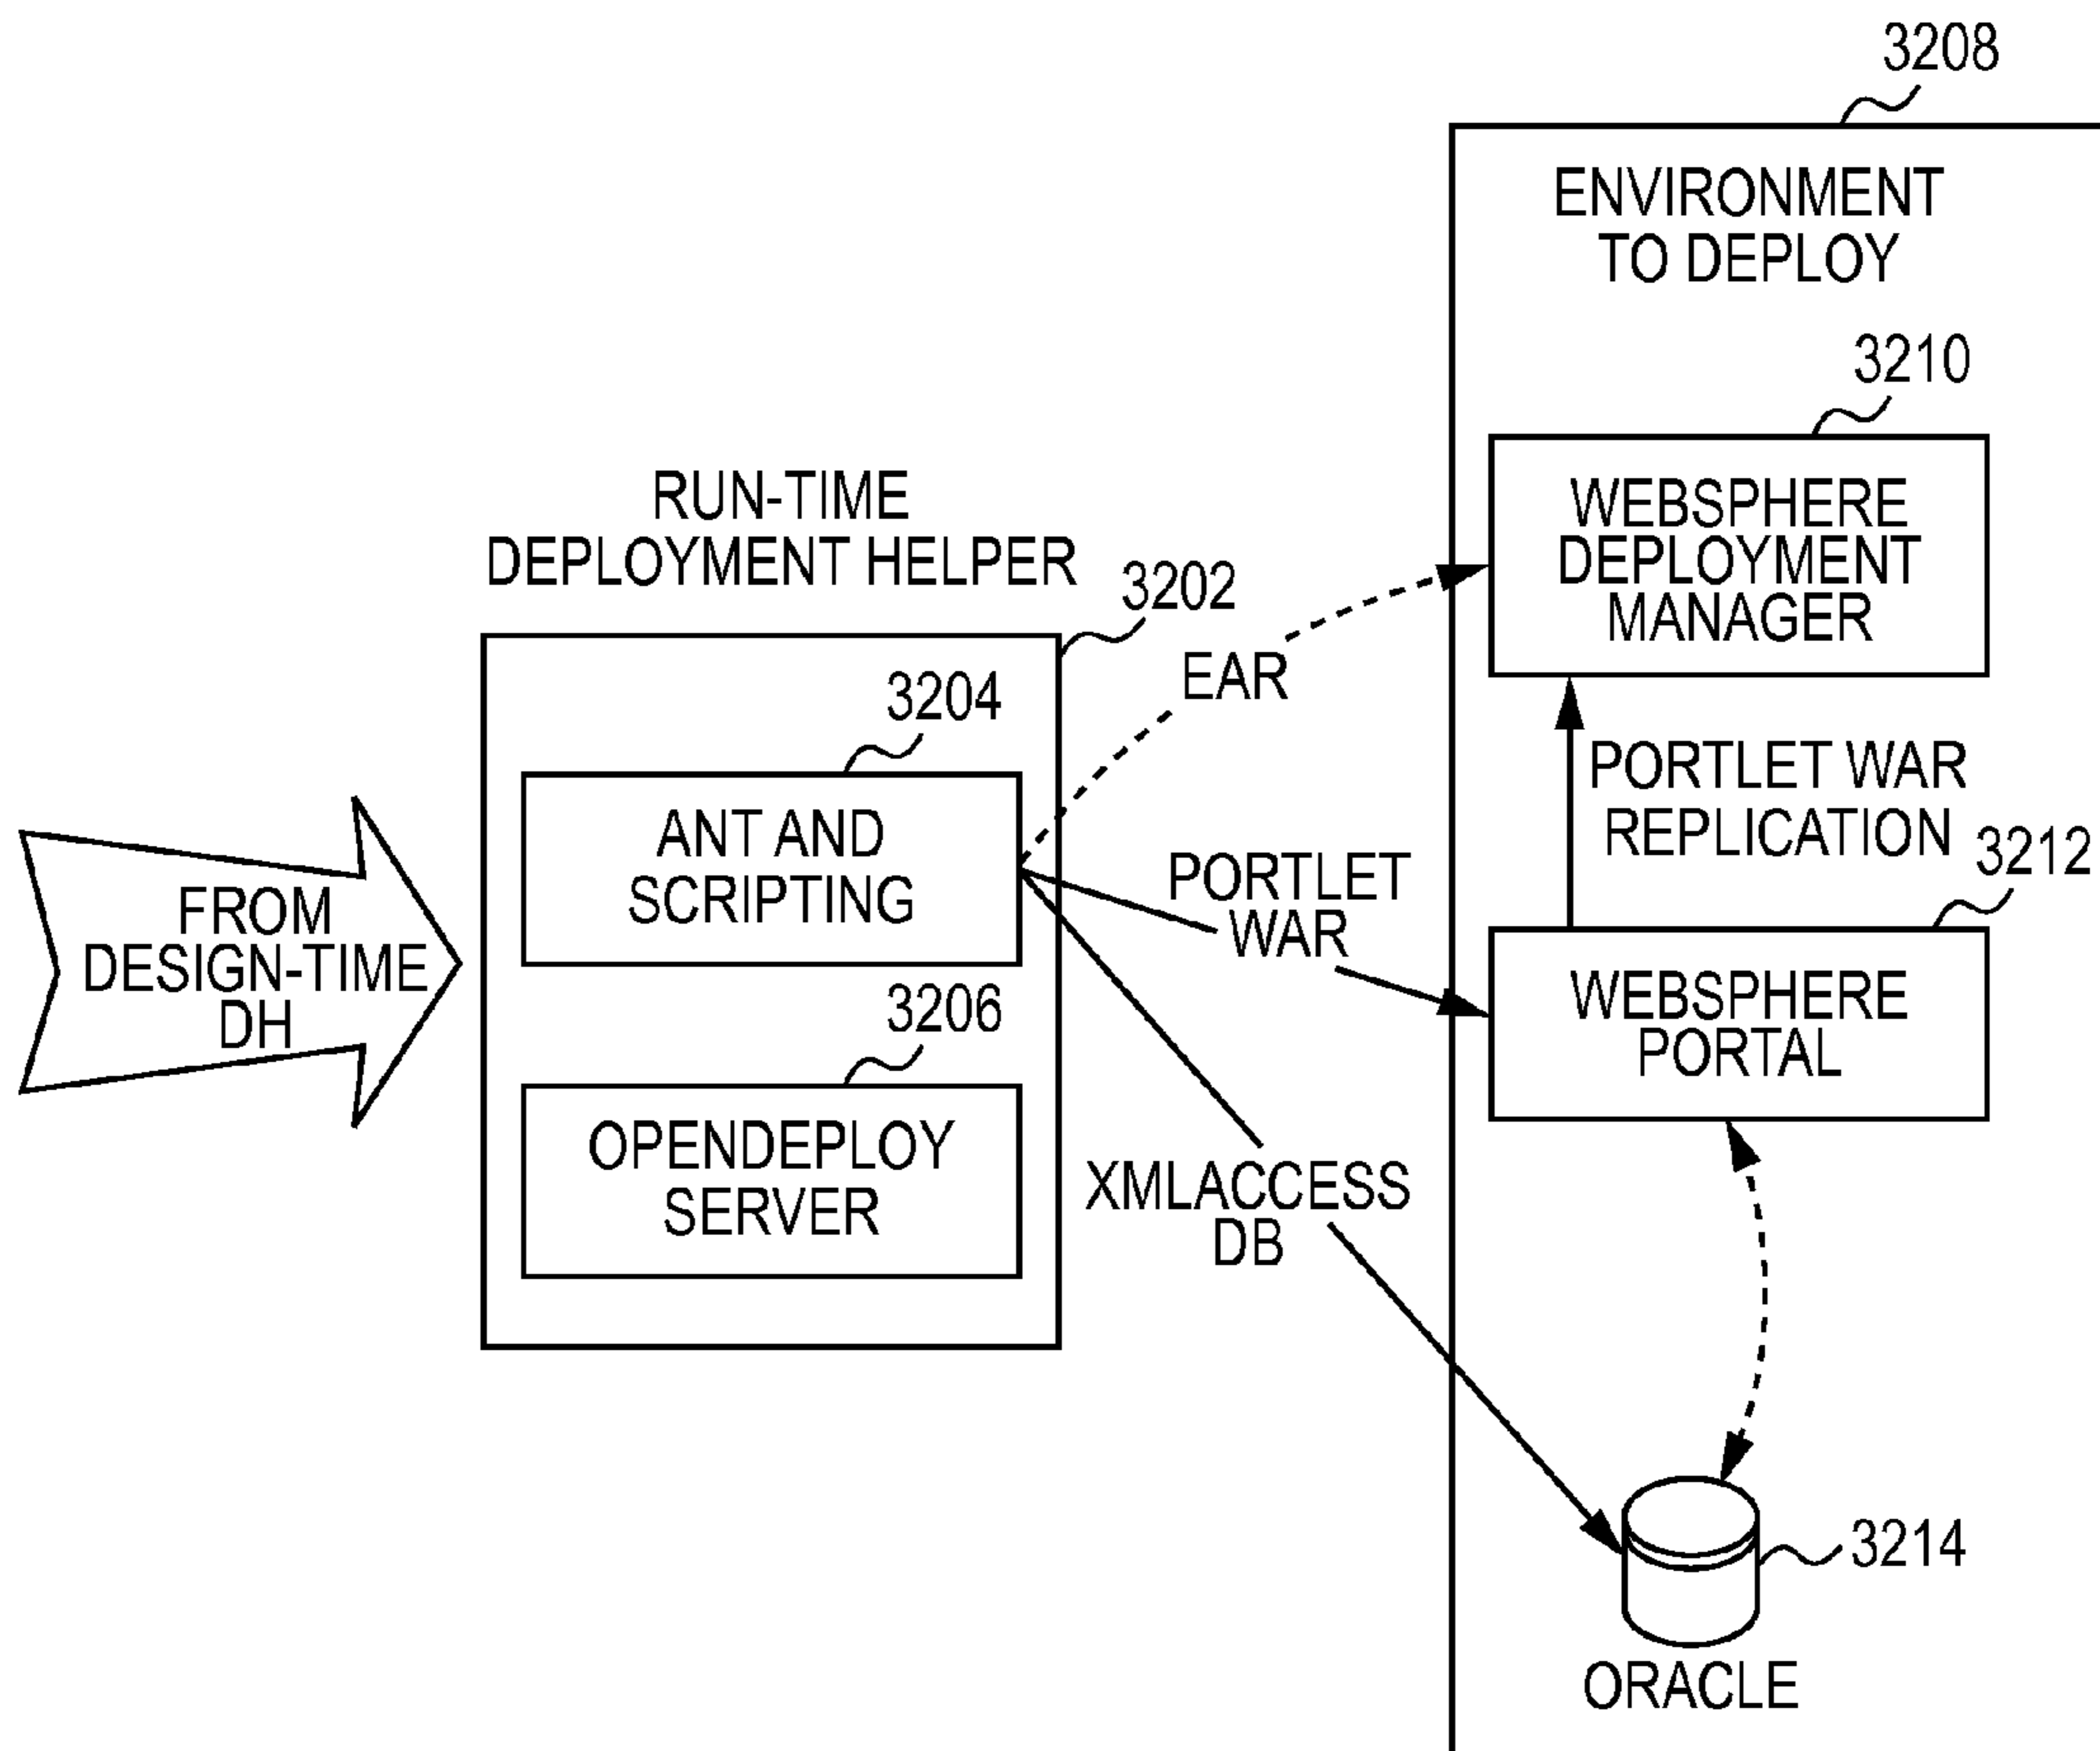 3208
ENVIRONMENT
TO DEPLOY
3210
WEBSPHERE
DEPLOYMENT
MANAGER
RUN-TIME
DEPLOYMENT HELPER
3202
EAR
3204
ANT AND
SCRIPTING
PORTLET WAR
REPLICATION
3212
PORTLET
WAR
FROM
DESIGN-TIME
DH
WEBSPHERE
PORTAL
3206
OPENDEPLOY
SERVER
XMLACCESS
DB
3214
ORACLE